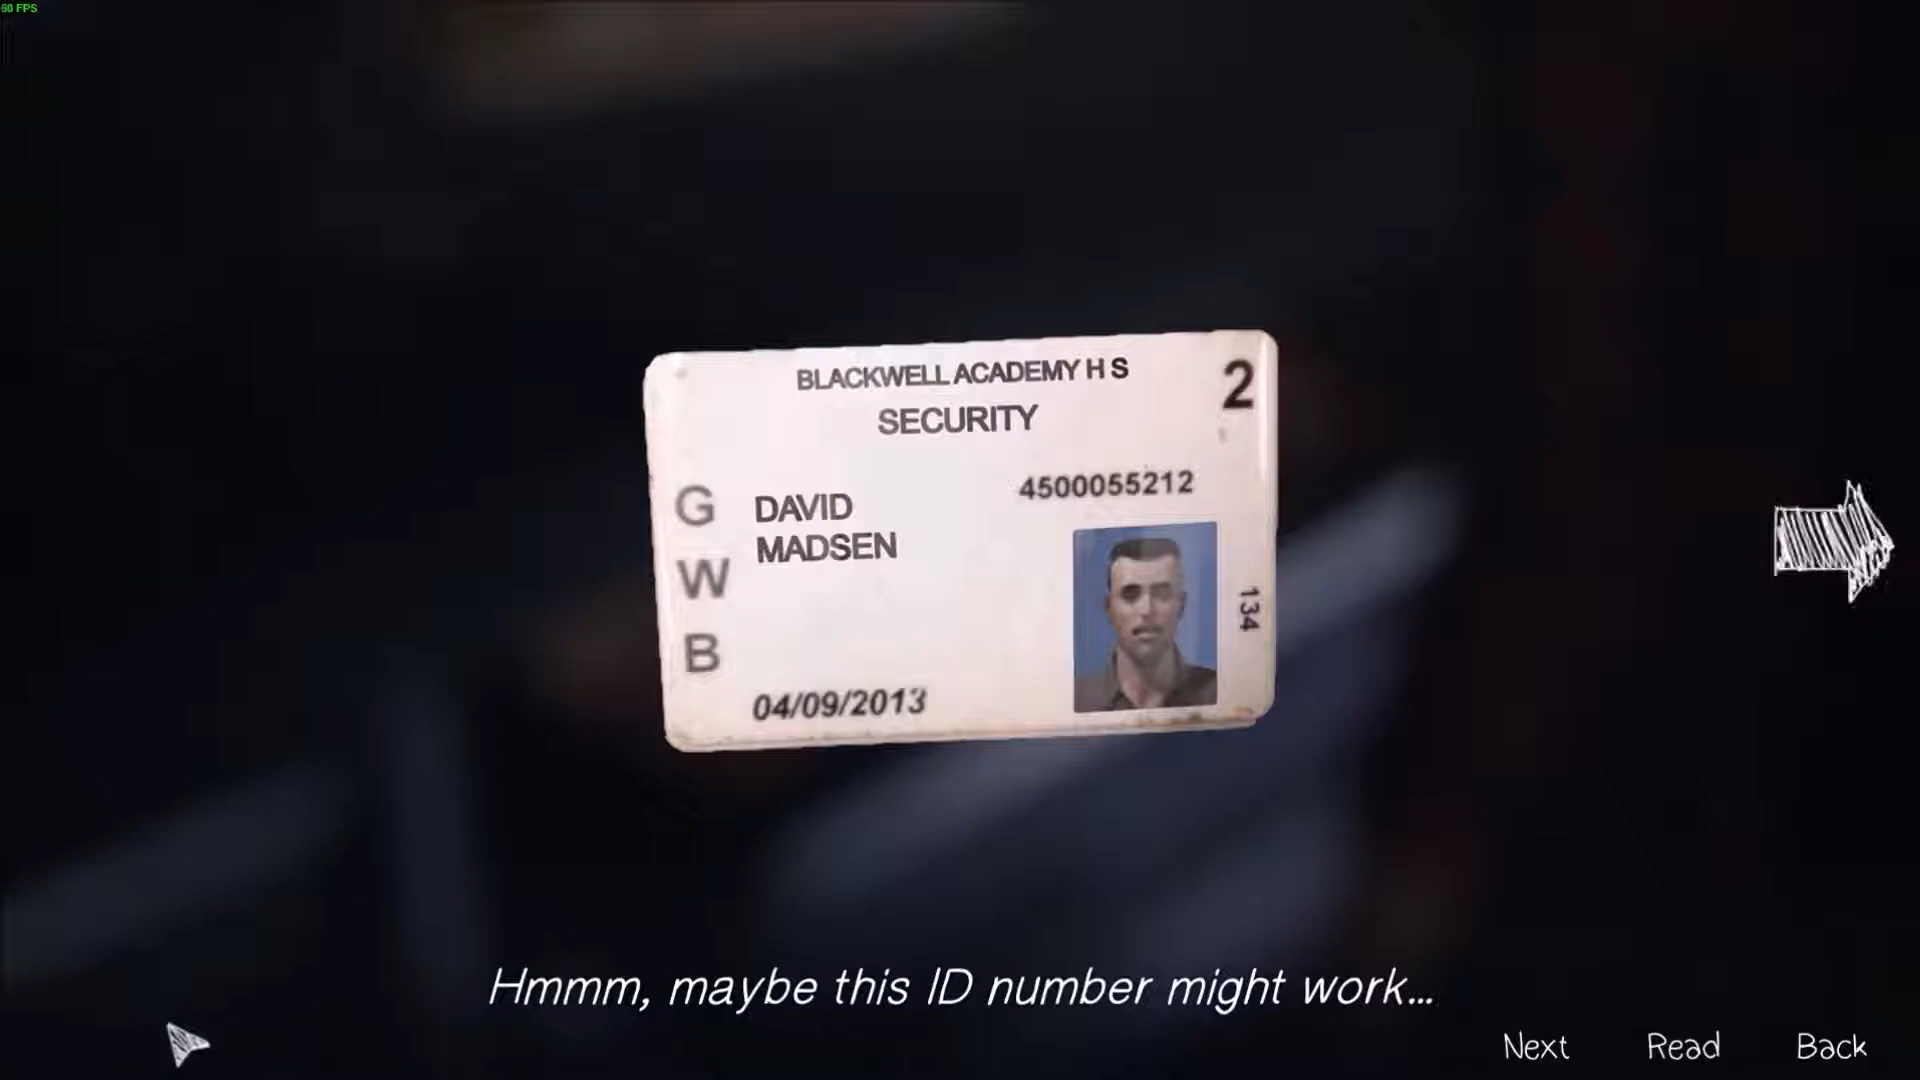 60 FPS
BLACKWELL ACADEMY H S
2
SECURITY
4500055212
G
DAVID
MADSEN
W
B
134
04/09/2013
Hmmm, maybe this ID number might work...
Next
Read
Back